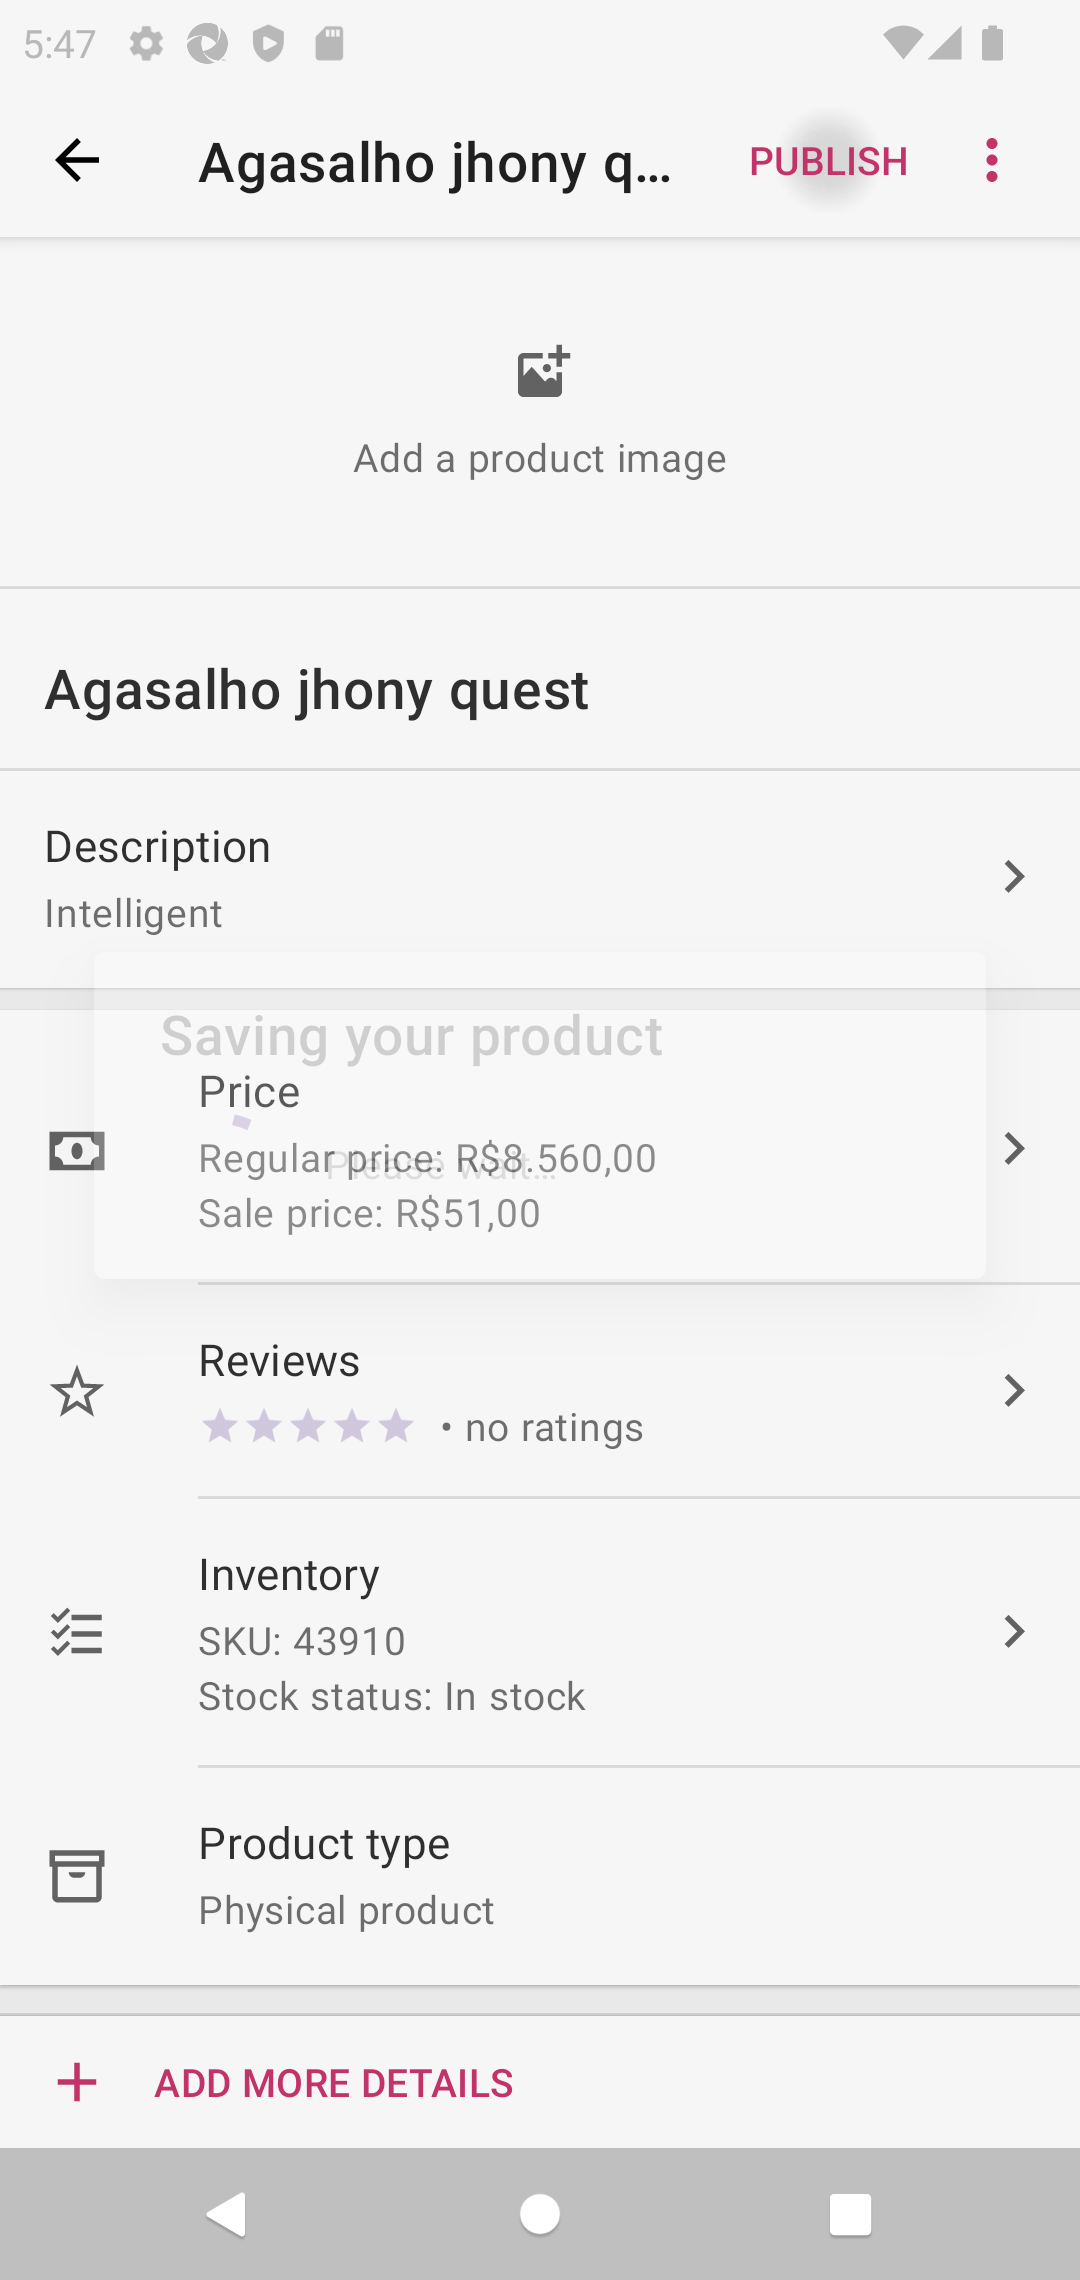 5:47
Agasalho jhony q...
PUBLISH
Add a product image
Agasalho jhony quest
Description
Intelligent
Saving your product
Price
Please wait...
Regular price: R$8.560,00
Sale price: R$51,00
Reviews
• no ratings
Inventory
SKU: 43910
Stock status: In stock
Product type
Physical product
ADD MORE DETAILS